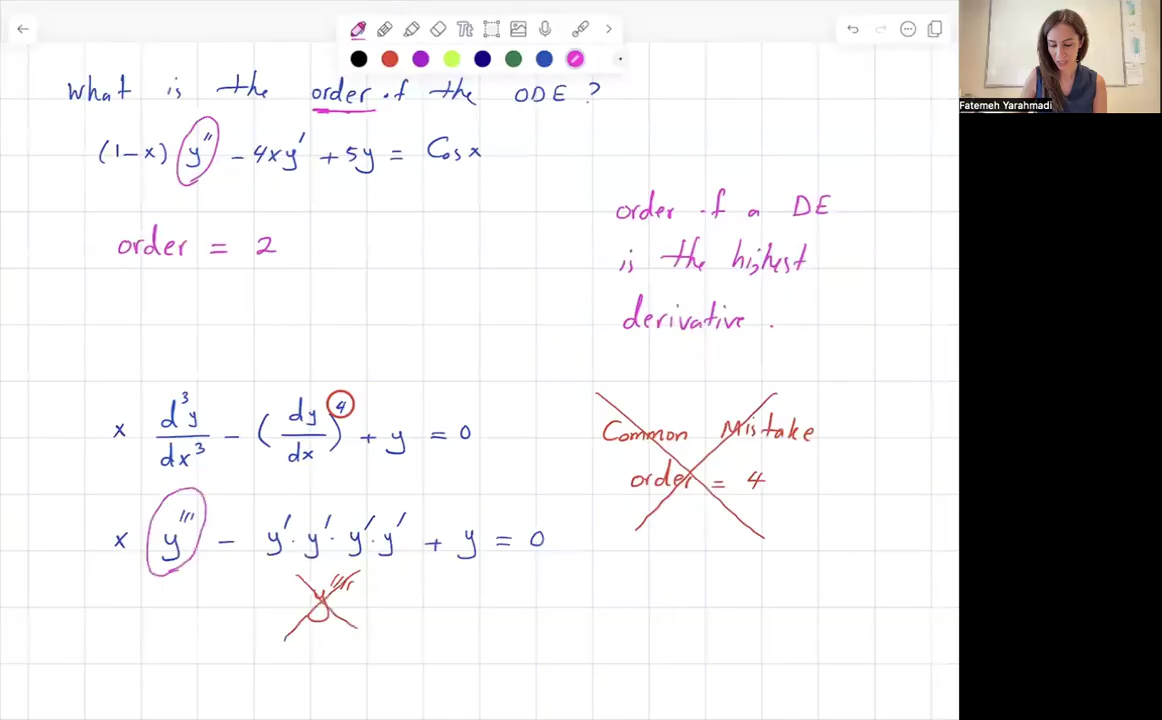 What is the order of the ODE ?
(1-x) y'' - 4xy' + 5y = Cos x
order = 2
order of a DE
is the highest
derivative .
x d³y/dx³ - (dy/dx)⁴ + y = 0
x y''' - y' · y' · y' · y' + y = 0
y''''
Common Mistake
order = 4
Tt
Fatemeh Yarahmadi